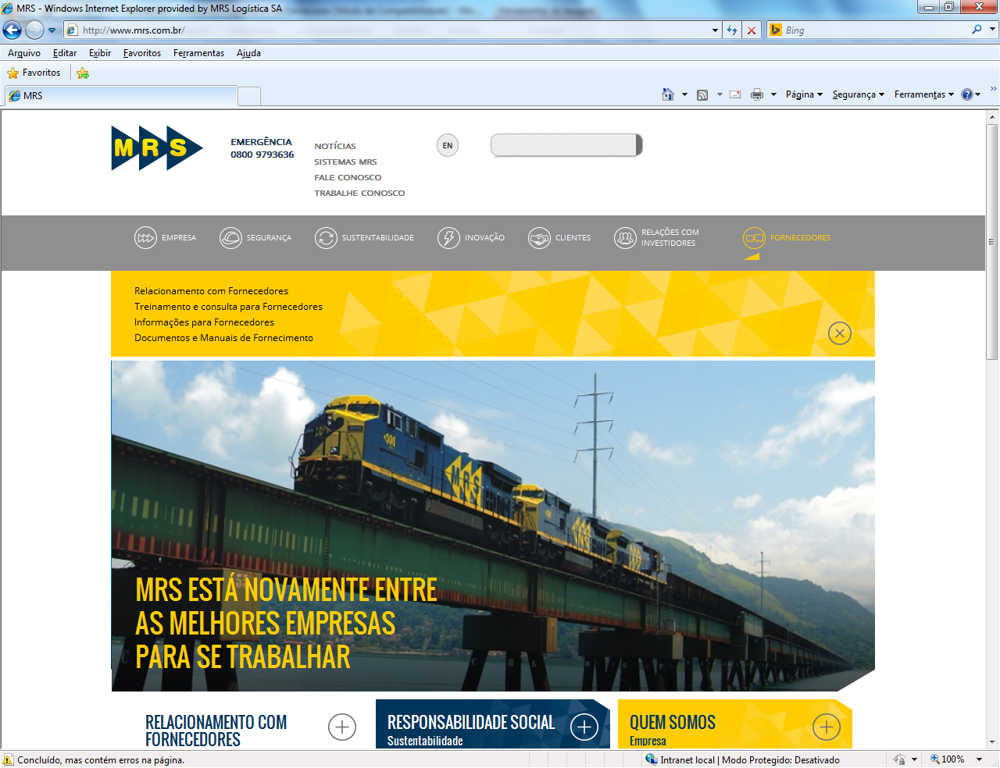 MRS - Windows Internet Explorer provided by MRS Logística SA
http://www.mrs.com.br/
Bing
Arquivo Editar Exibir Favoritos Ferramentas Ajuda
Favoritos
MRS
Página Segurança Ferramentas
MRS
EMERGÊNCIA
0800 9793636
NOTÍCIAS
SISTEMAS MRS
FALE CONOSCO
TRABALHE CONOSCO
EN
EMPRESA SEGURANÇA SUSTENTABILIDADE INOVAÇÃO CLIENTES RELAÇÕES COM FORNECEDORES
INVESTIDORES
Relacionamento com Fornecedores
Treinamento e consulta para Fornecedores
Informações para Fornecedores
Documentos e Manuais de Fornecimento
MRS
MRS ESTÁ NOVAMENTE ENTRE
AS MELHORES EMPRESAS
PARA SE TRABALHAR
RELACIONAMENTO COM
FORNECEDORES
RESPONSABILIDADE SOCIAL
Sustentabilidade
QUEM SOMOS
Empresa
Concluído, mas contém erros na página.
Intranet local | Modo Protegido: Desativado
100%